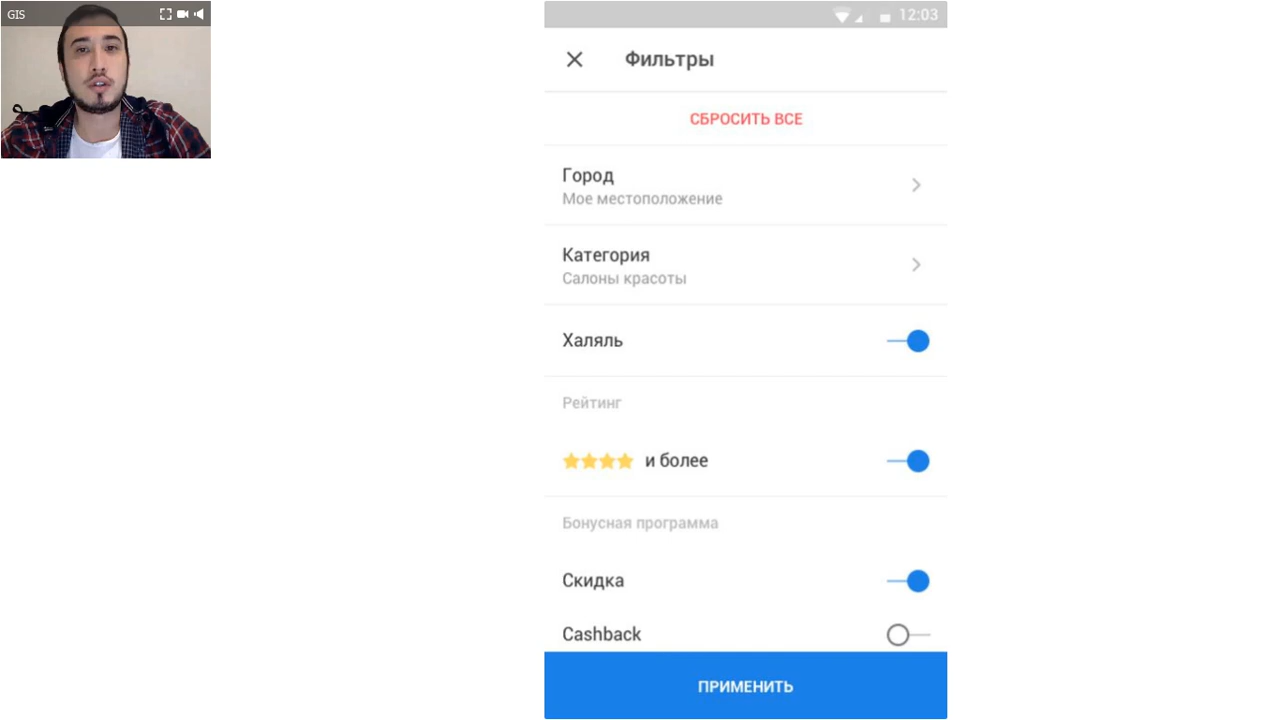 GIS
12:03
Фильтры
СБРОСИТЬ ВСЕ
Город
Мое местоположение
Категория
Салоны красоты
Халяль
Рейтинг
и более
Бонусная программа
Скидка
Cashback
ПРИМЕНИТЬ